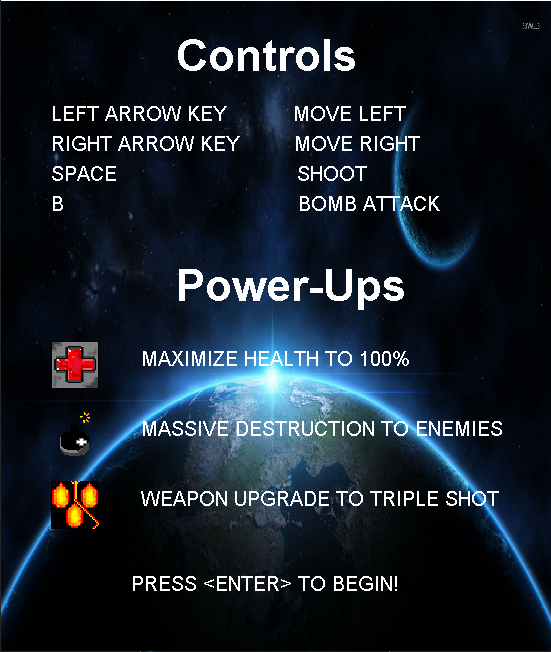 Controls
LEFT ARROW KEY MOVE LEFT
RIGHT ARROW KEY MOVE RIGHT
SPACE SHOOT
B BOMB ATTACK
Power-Ups
MAXIMIZE HEALTH TO 100%
MASSIVE DESTRUCTION TO ENEMIES
WEAPON UPGRADE TO TRIPLE SHOT
PRESS <ENTER> TO BEGIN!